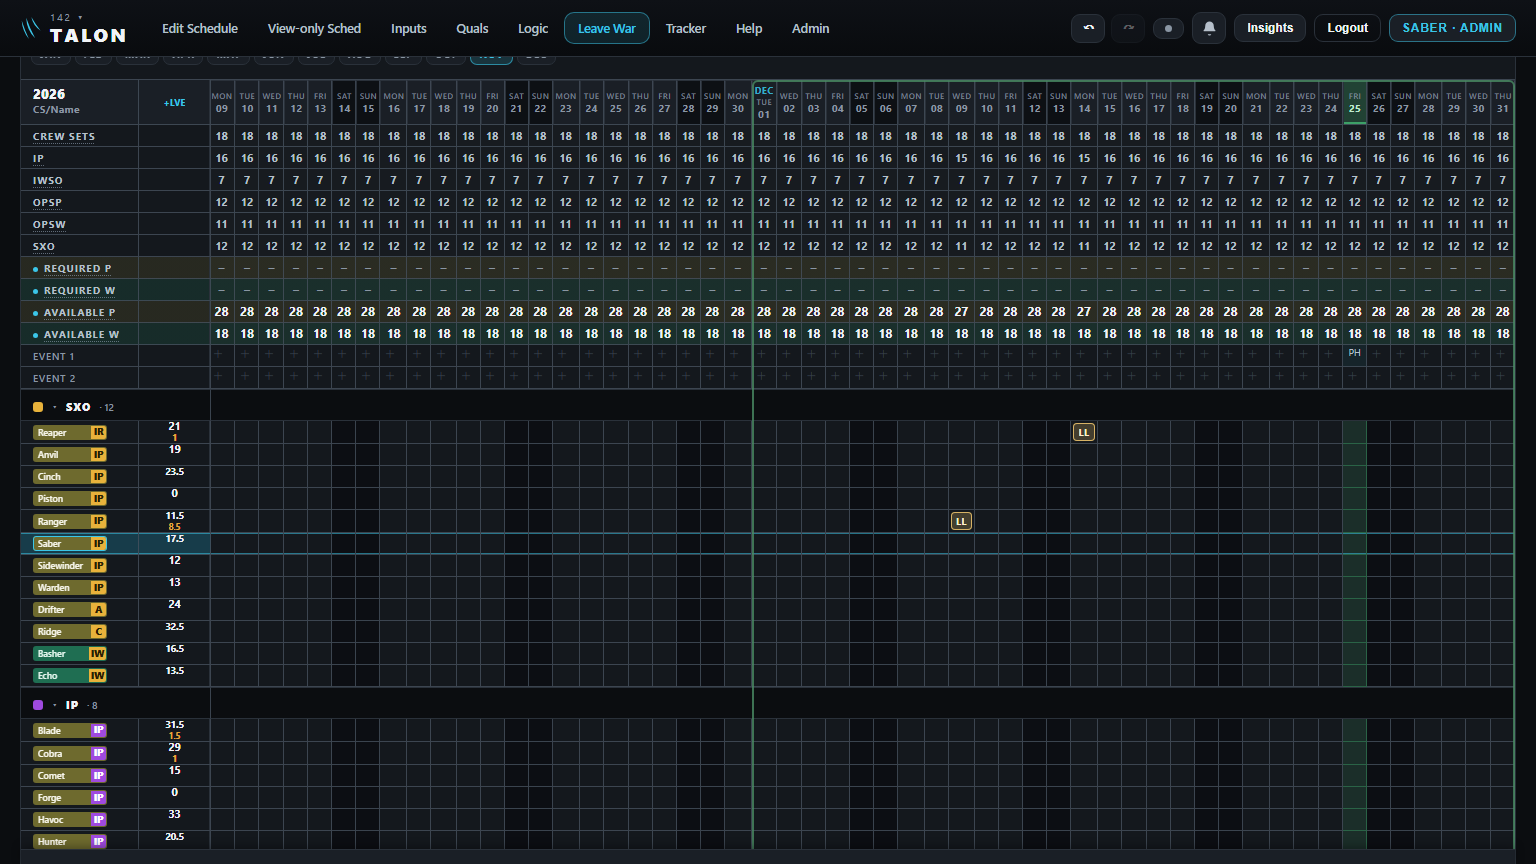 142 ▾
TALON
Edit Schedule View-only Sched Inputs Quals Logic Leave War Tracker Help Admin
Insights Logout SABER · ADMIN
2026
CS/Name
+LVE
MON 09 TUE 10 WED 11 THU 12 FRI 13 SAT 14 SUN 15 MON 16 TUE 17 WED 18 THU 19 FRI 20 SAT 21 SUN 22 MON 23 TUE 24 WED 25 THU 26 FRI 27 SAT 28 SUN 29 MON 30 DEC TUE 01 WED 02 THU 03 FRI 04 SAT 05 SUN 06 MON 07 TUE 08 WED 09 THU 10 FRI 11 SAT 12 SUN 13 MON 14 TUE 15 WED 16 THU 17 FRI 18 SAT 19 SUN 20 MON 21 TUE 22 WED 23 THU 24 FRI 25 SAT 26 SUN 27 MON 28 TUE 29 WED 30 THU 31
CREW SETS 18 18 18 18 18 18 18 18 18 18 18 18 18 18 18 18 18 18 18 18 18 18 18 18 18 18 18 18 18 18 18 18 18 18 18 18 18 18 18 18 18 18 18 18 18 18 18 18 18 18 18 18 18
IP 16 16 16 16 16 16 16 16 16 16 16 16 16 16 16 16 16 16 16 16 16 16 16 16 16 16 16 16 16 16 15 16 16 16 16 15 16 16 16 16 16 16 16 16 16 16 16 16 16 16 16 16 16
IWSO 7 7 7 7 7 7 7 7 7 7 7 7 7 7 7 7 7 7 7 7 7 7 7 7 7 7 7 7 7 7 7 7 7 7 7 7 7 7 7 7 7 7 7 7 7 7 7 7 7 7 7 7 7
OPSP 12 12 12 12 12 12 12 12 12 12 12 12 12 12 12 12 12 12 12 12 12 12 12 12 12 12 12 12 12 12 12 12 12 12 12 12 12 12 12 12 12 12 12 12 12 12 12 12 12 12 12 12 12
OPSW 11 11 11 11 11 11 11 11 11 11 11 11 11 11 11 11 11 11 11 11 11 11 11 11 11 11 11 11 11 11 11 11 11 11 11 11 11 11 11 11 11 11 11 11 11 11 11 11 11 11 11 11 11
SXO 12 12 12 12 12 12 12 12 12 12 12 12 12 12 12 12 12 12 12 12 12 12 12 12 12 12 12 12 12 12 11 12 12 12 12 11 12 12 12 12 12 12 12 12 12 12 12 12 12 12 12 12 12
• REQUIRED P – – – – – – – – – – – – – – – – – – – – – – – – – – – – – – – – – – – – – – – – – – – – – – – – – – – – –
• REQUIRED W – – – – – – – – – – – – – – – – – – – – – – – – – – – – – – – – – – – – – – – – – – – – – – – – – – – – –
• AVAILABLE P 28 28 28 28 28 28 28 28 28 28 28 28 28 28 28 28 28 28 28 28 28 28 28 28 28 28 28 28 28 28 27 28 28 28 28 27 28 28 28 28 28 28 28 28 28 28 28 28 28 28 28 28 28
• AVAILABLE W 18 18 18 18 18 18 18 18 18 18 18 18 18 18 18 18 18 18 18 18 18 18 18 18 18 18 18 18 18 18 18 18 18 18 18 18 18 18 18 18 18 18 18 18 18 18 18 18 18 18 18 18 18
EVENT 1 + + + + + + + + + + + + + + + + + + + + + + + + + + + + + + + + + + + + + + + + + + + + + + PH + + + + + +
EVENT 2 + + + + + + + + + + + + + + + + + + + + + + + + + + + + + + + + + + + + + + + + + + + + + + + + + + + + +
· SXO · 12
Reaper IR 21 LL
1
Anvil IP 19
Cinch IP 23.5
Piston IP 0
Ranger IP 11.5 LL
8.5
Saber IP 17.5
Sidewinder IP 12
Warden IP 13
Drifter A 24
Ridge C 32.5
Basher IW 16.5
Echo IW 13.5
· IP · 8
Blade IP 31.5
1.5
Cobra IP 29
1
Comet IP 15
Forge IP 0
Havoc IP 33
Hunter IP 20.5